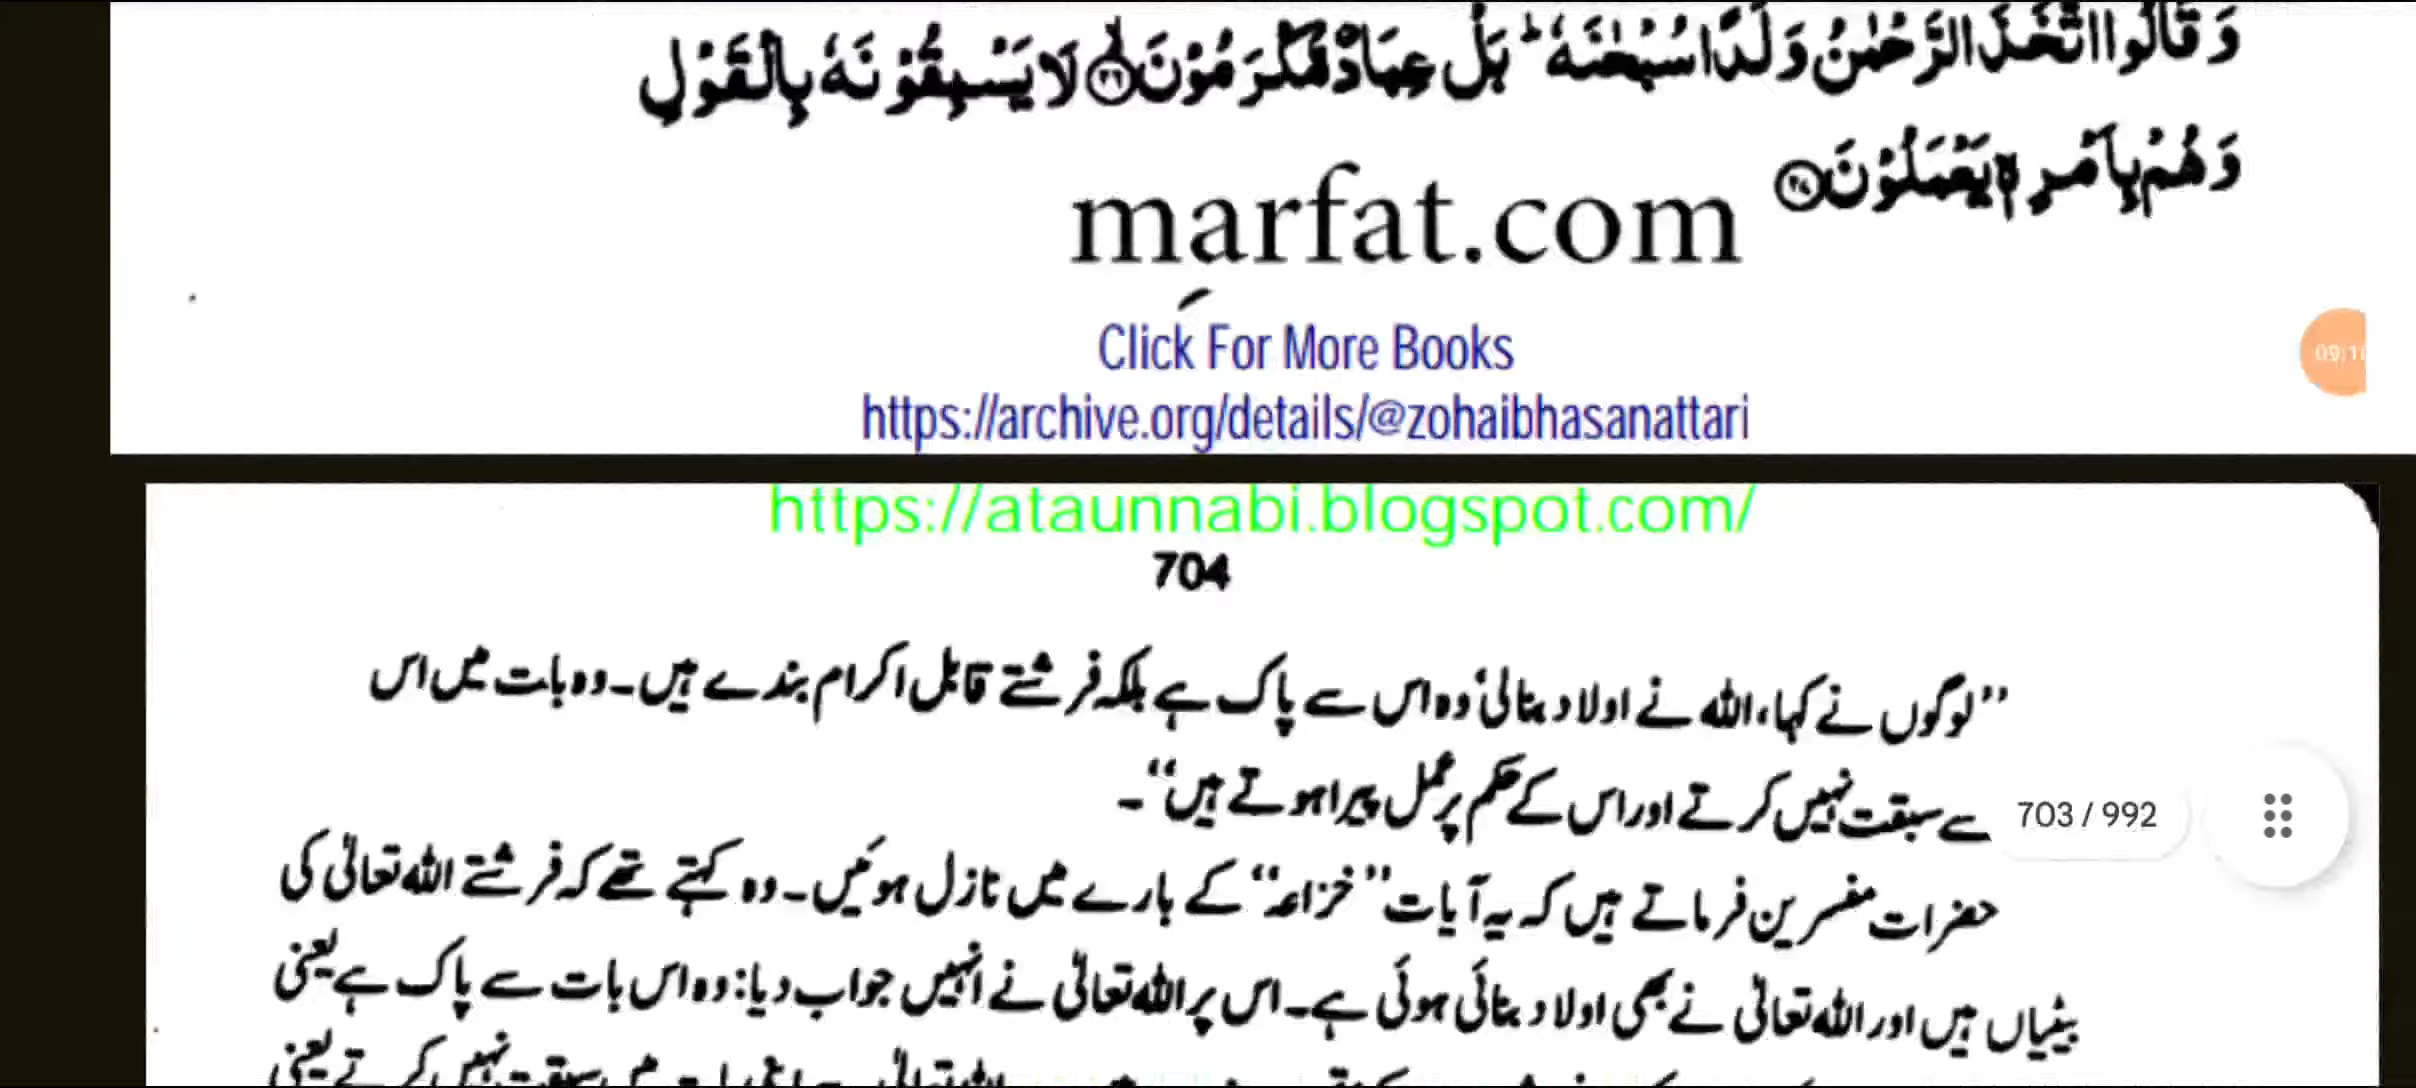 وَقَالُوا اتَّخَذَ الرَّحْمٰنُ وَلَدًا سُبْحٰنَهٗ ؕ بَلْ عِبَادٌ مُّكْرَمُوْنَ ﴿۲۶﴾ لَا يَسْبِقُوْنَهٗ بِالْقَوْلِ
وَهُمْ بِاَمْرِهٖ يَعْمَلُوْنَ ﴿۲۷﴾
marfat.com
Click For More Books
https://archive.org/details/@zohaibhasanattari
https://ataunnabi.blogspot.com/
704
’’لوگوں نے کہا، اللہ نے اولاد بنالی‘ وہ اس سے پاک ہے بلکہ فرشتے قابل اکرام بندے ہیں۔ وہ بات میں اس
سے سبقت نہیں کرتے اور اس کے حکم پر عمل پیرا ہوتے ہیں‘‘۔
703 / 992
حضرات مفسرین فرماتے ہیں کہ یہ آیات ’’خزاعہ‘‘ کے بارے میں نازل ہوئیں۔ وہ کہتے تھے کہ فرشتے اللہ تعالیٰ کی
بیٹیاں ہیں اور اللہ تعالیٰ نے بھی اولاد بنائی ہوئی ہے۔ اس پر اللہ تعالیٰ نے انہیں جواب دیا: وہ اس بات سے پاک ہے یعنی